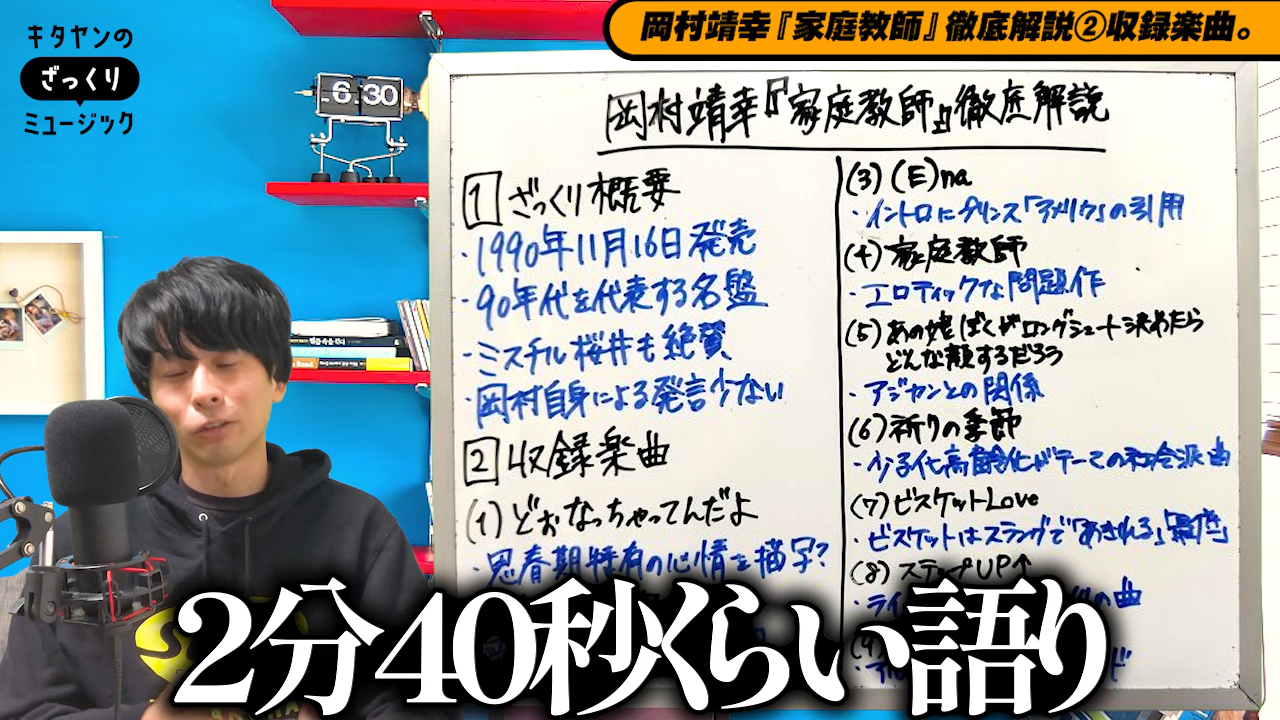 キタヤンの
ざっくり
ミュージック
岡村靖幸『家庭教師』徹底解説②収録楽曲。
6 30
岡村靖幸『家庭教師』徹底解説
1 ざっくり概要
・1990年11月16日発売
・90年代を代表する名盤
・ミスチル桜井も絶賛
・岡村自身による発言少ない
2 収録楽曲
(1) どぉなっちゃってんだよ
・思春期特有の心情を描写?
(3) (E)na
・イントロにプリンス「アメリカ」の引用
(4) 家庭教師
・エロティックな問題作
(5) あの娘ぼくがロングシュート決めたら
どんな顔するだろう
・アジカンとの関係
(6) 祈りの季節
・少子化高齢化がテーマの社会派曲
(7) ビスケットLove
・ビスケットはスラングで「あきれる」
(8) ステップUP↑
・ライ
の曲
2分40秒くらい語り